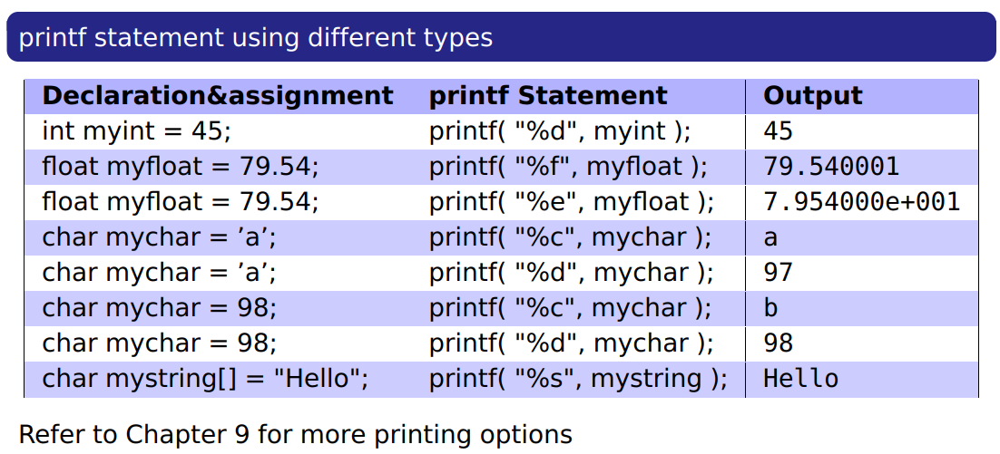 printf statement using different types
Declaration&assignment printf Statement Output
int myint = 45; printf( "%d", myint ); 45
float myfloat = 79.54; printf( "%f", myfloat ); 79.540001
float myfloat = 79.54; printf( "%e", myfloat ); 7.954000e+001
char mychar = ’a’; printf( "%c", mychar ); a
char mychar = ’a’; printf( "%d", mychar ); 97
char mychar = 98; printf( "%c", mychar ); b
char mychar = 98; printf( "%d", mychar ); 98
char mystring[] = "Hello"; printf( "%s", mystring ); Hello
Refer to Chapter 9 for more printing options